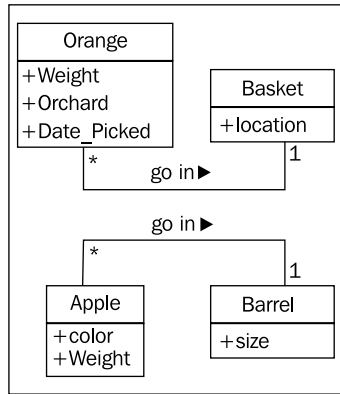 Orange
+Weight
+Orchard
+Date_Picked
Basket
+location
*
go in▶
1
go in▶
*
1
Apple
+color
+Weight
Barrel
+size